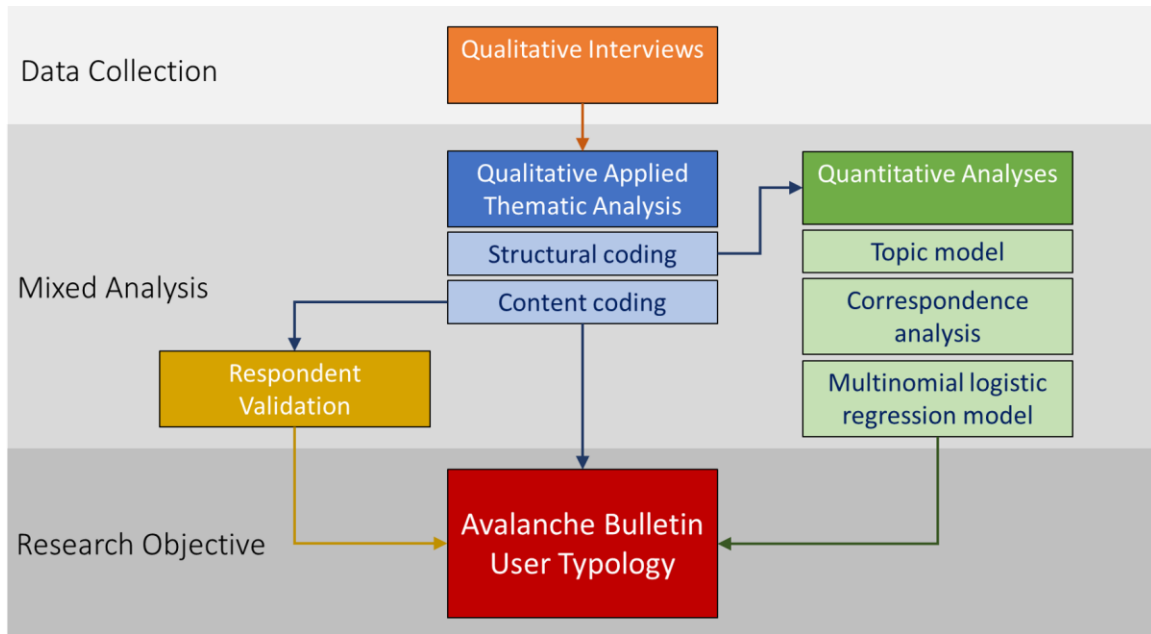 Data Collection
Qualitative Interviews
Mixed Analysis
Qualitative Applied
Thematic Analysis
Structural coding
Content coding
Quantitative Analyses
Topic model
Correspondence
analysis
Multinomial logistic
regression model
Respondent
Validation
Research Objective
Avalanche Bulletin
User Typology